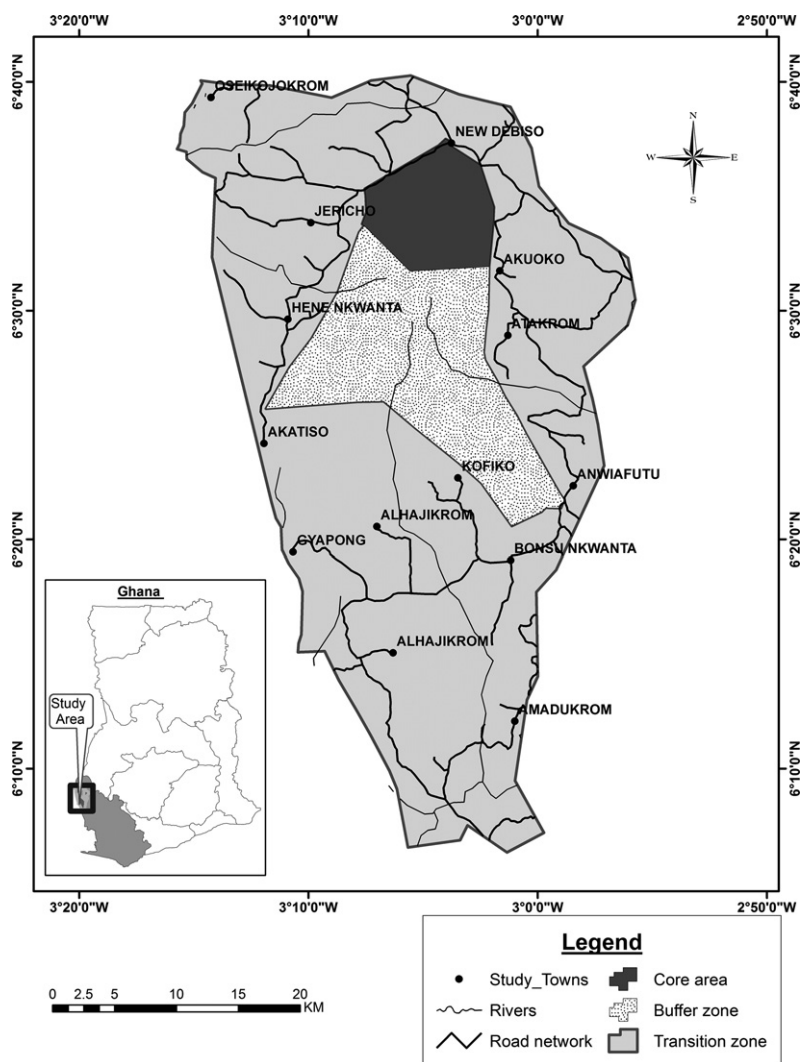 3°20'0"W 3°10'0"W 3°0'0"W 2°50'0"W
6°40'0"N 6°40'0"N
OSEIKOJOKROM
NEW DEBISO
N
W E
S
JERICHO
AKUOKO
6°30'0"N 6°30'0"N
HENE NKWANTA
ATAKROM
AKATISO
KOFIKO
ANWIAFUTU
ALHAJIKROM
6°20'0"N 6°20'0"N
GYAPONG
BONSU NKWANTA
Ghana
ALHAJIKROM
Study
Area
AMADUKROM
6°10'0"N 6°10'0"N
3°20'0"W 3°10'0"W 3°0'0"W 2°50'0"W
Legend
Study_Towns Core area
Rivers Buffer zone
Road network Transition zone
0 2.5 5 10 15 20
KM